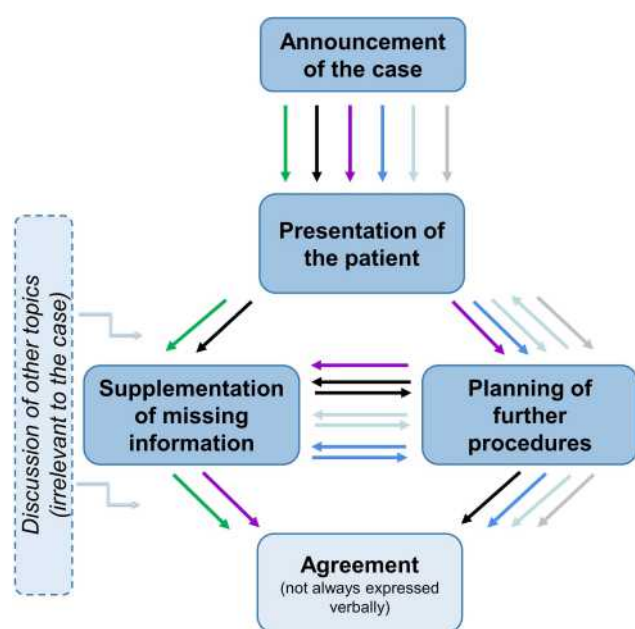 Announcement
of the case
Presentation of
the patient
Discussion of other topics
(irrelevant to the case)
Supplementation
of missing
information
Planning of
further
procedures
Agreement
(not always expressed
verbally)